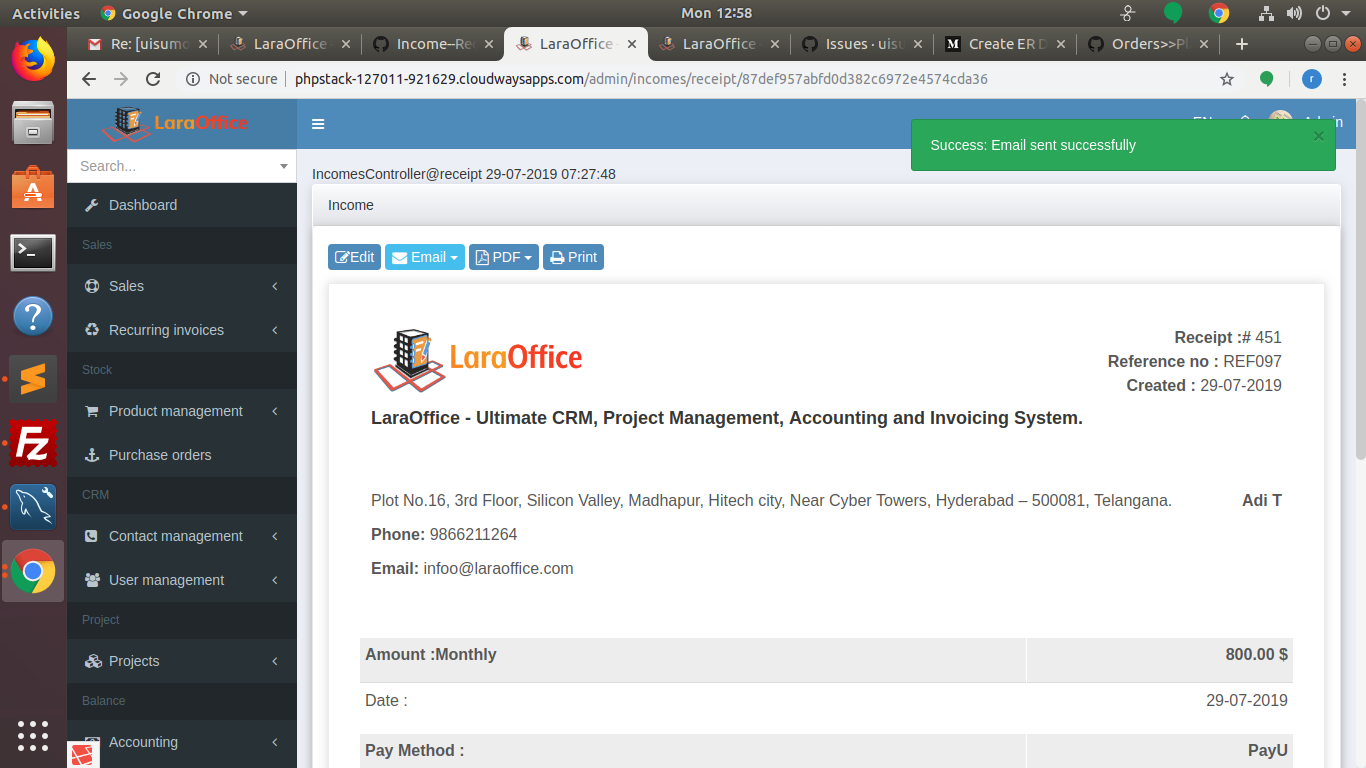 Activities Google Chrome Mon 12:58
Re: [uisumo LaraOffice Income--Re LaraOffice LaraOffice Issues · uisu Create ER D Orders>>Pl
Not secure phpstack-127011-921629.cloudwaysapps.com/admin/incomes/receipt/87def957abfd0d382c6972e4574cda36 r
LaraOffice
EN Admin
Success: Email sent successfully ×
Search...
IncomesController@receipt 29-07-2019 07:27:48
Dashboard
Income
Sales
Edit Email PDF Print
Sales
Recurring invoices
Stock
Product management
Purchase orders
CRM
Contact management
User management
Project
Projects
Balance
Accounting
LaraOffice
Receipt :# 451
Reference no : REF097
Created : 29-07-2019
LaraOffice - Ultimate CRM, Project Management, Accounting and Invoicing System.
Plot No.16, 3rd Floor, Silicon Valley, Madhapur, Hitech city, Near Cyber Towers, Hyderabad – 500081, Telangana. Adi T
Phone: 9866211264
Email: infoo@laraoffice.com
Amount :Monthly 800.00 $
Date : 29-07-2019
Pay Method : PayU